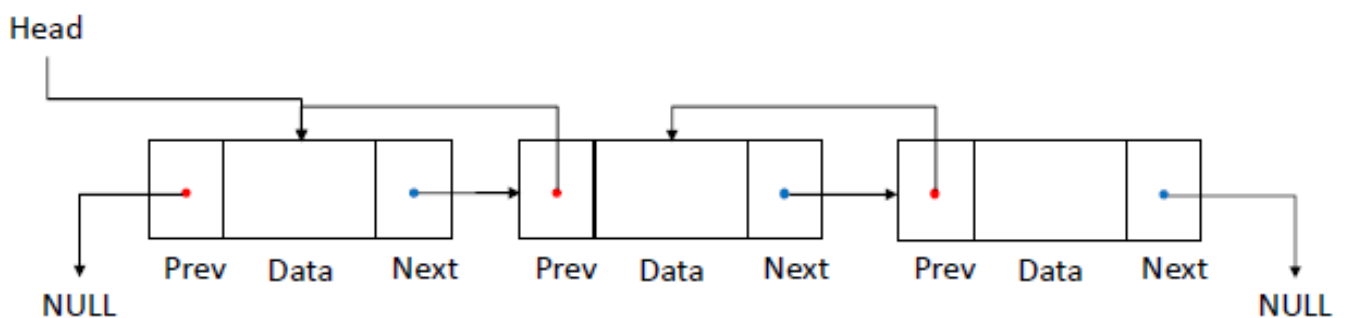 Head
Prev Data Next Prev Data Next Prev Data Next
NULL NULL